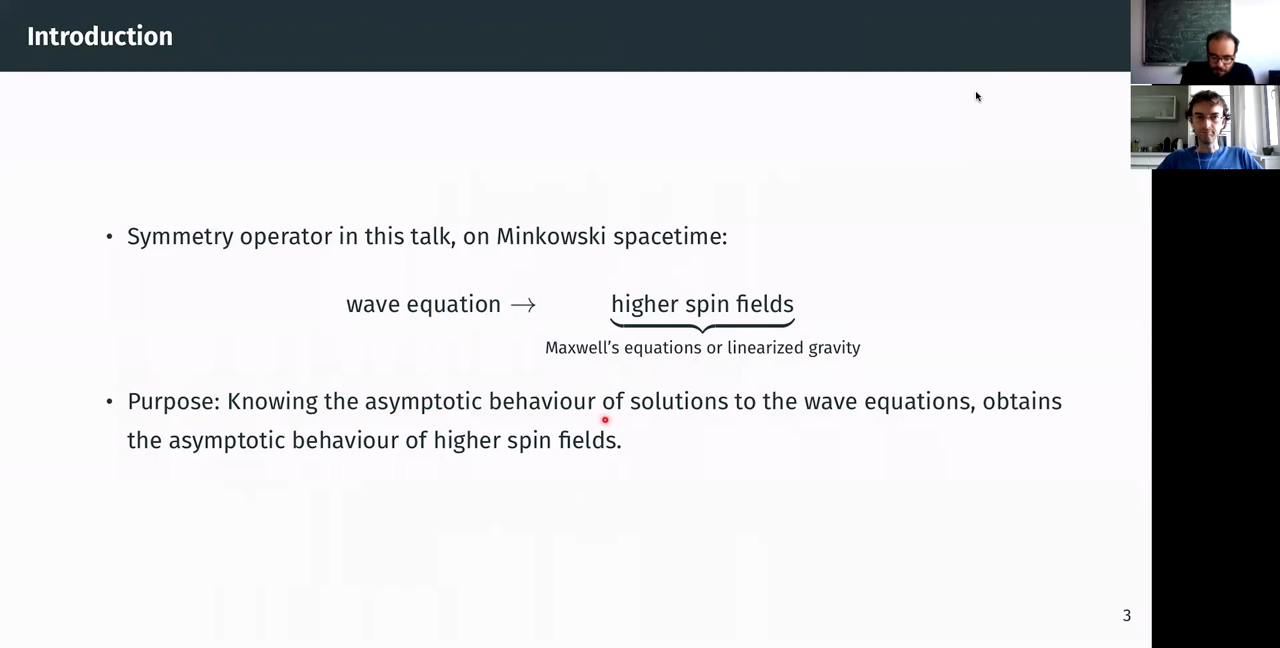 Introduction
• Symmetry operator in this talk, on Minkowski spacetime:
wave equation → higher spin fields
Maxwell's equations or linearized gravity
• Purpose: Knowing the asymptotic behaviour of solutions to the wave equations, obtains
the asymptotic behaviour of higher spin fields.
3